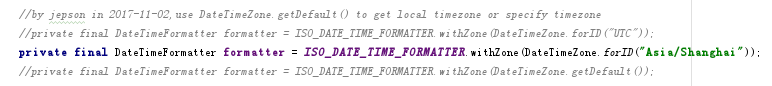 //by jepson in 2017-11-02,use DateTimeZone.getDefault() to get local timezone or specify timezone
//private final DateTimeFormatter formatter = ISO_DATE_TIME_FORMATTER.withZone(DateTimeZone.forID("UTC"));
private final DateTimeFormatter formatter = ISO_DATE_TIME_FORMATTER.withZone(DateTimeZone.forID("Asia/Shanghai"));
//private final DateTimeFormatter formatter = ISO_DATE_TIME_FORMATTER.withZone(DateTimeZone.getDefault());